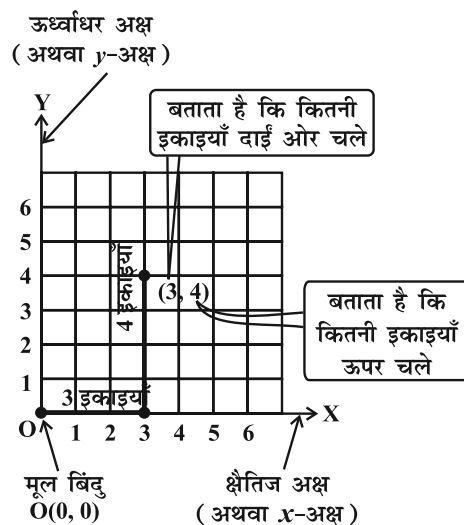 ऊर्ध्वाधर अक्ष
( अथवा y-अक्ष )
Y
बताता है कि कितनी
इकाइयाँ दाईं ओर चले
6
5
4
3
2
1
4 इकाइयाँ
(3, 4)
बताता है कि
कितनी इकाइयाँ
ऊपर चले
3 इकाइयाँ
O
1 2 3 4 5 6
X
मूल बिंदु
O(0, 0)
क्षैतिज अक्ष
( अथवा x-अक्ष )